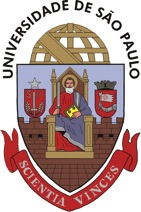 UNIVERSIDADE DE SÃO PAULO
SCIENTIA VINCES